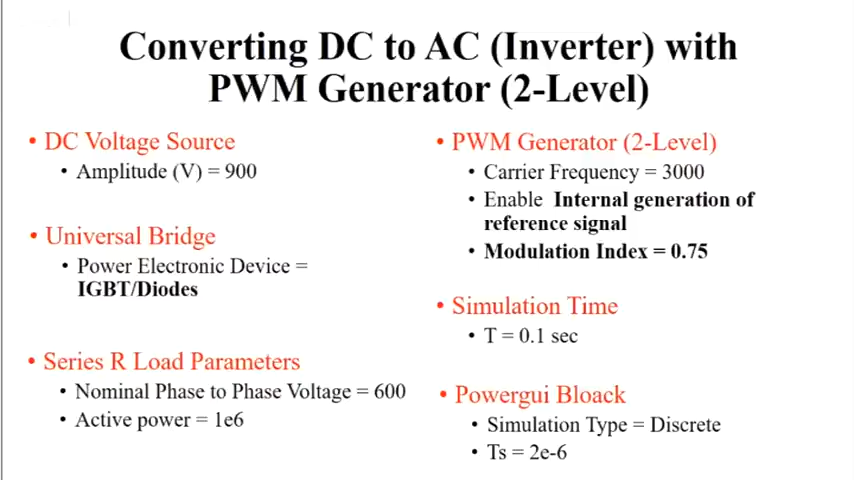 Converting DC to AC (Inverter) with
PWM Generator (2-Level)
• DC Voltage Source
• Amplitude (V) = 900
• Universal Bridge
• Power Electronic Device =
IGBT/Diodes
• Series R Load Parameters
• Nominal Phase to Phase Voltage = 600
• Active power = 1e6
• PWM Generator (2-Level)
• Carrier Frequency = 3000
• Enable Internal generation of
reference signal
• Modulation Index = 0.75
• Simulation Time
• T = 0.1 sec
• Powergui Bloack
• Simulation Type = Discrete
• Ts = 2e-6